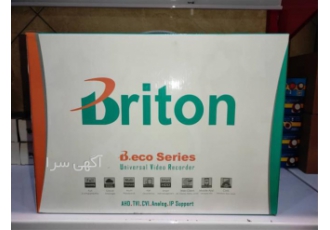 Briton
آگهی سرا
B.eco Series
Universal Video Recorder
AHD, TVI, CVI, Analog, IP Support